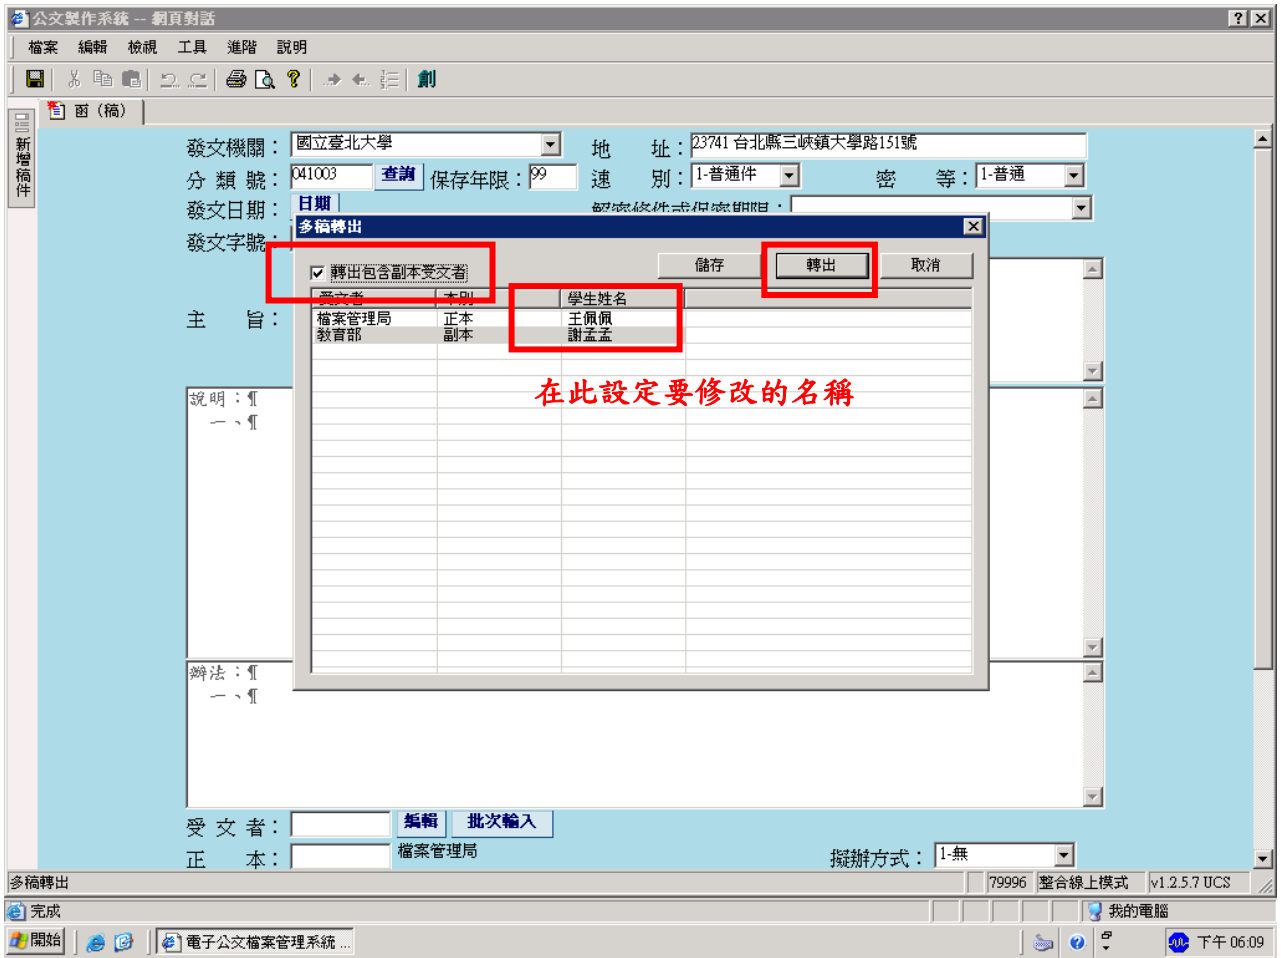 公文製作系統 -- 網頁對話
檔案 編輯 檢視 工具 進階 說明
創
函（稿）
新增稿件
發文機關： 國立臺北大學 地 址： 23741 台北縣三峽鎮大學路151號
分類號： 041003 查詢 保存年限： 99 速 別： 1-普通件 密 等： 1-普通
發文日期： 日期 解密條件或保密期限：
發文字號：
多稿轉出
轉出包含副本受文者 儲存 轉出 取消
受文者 本別 學生姓名
檔案管理局 正本 王佩佩
教育部 副本 謝孟孟
主 旨：
在此設定要修改的名稱
說明：¶
一、¶
辦法：¶
一、¶
受文者： 編輯 批次輸入
正 本： 檔案管理局 擬辦方式： 1-無
多稿轉出 79996 整合線上模式 v1.2.5.7 UCS
完成 我的電腦
開始 電子公文檔案管理系統 ... 下午 06:09